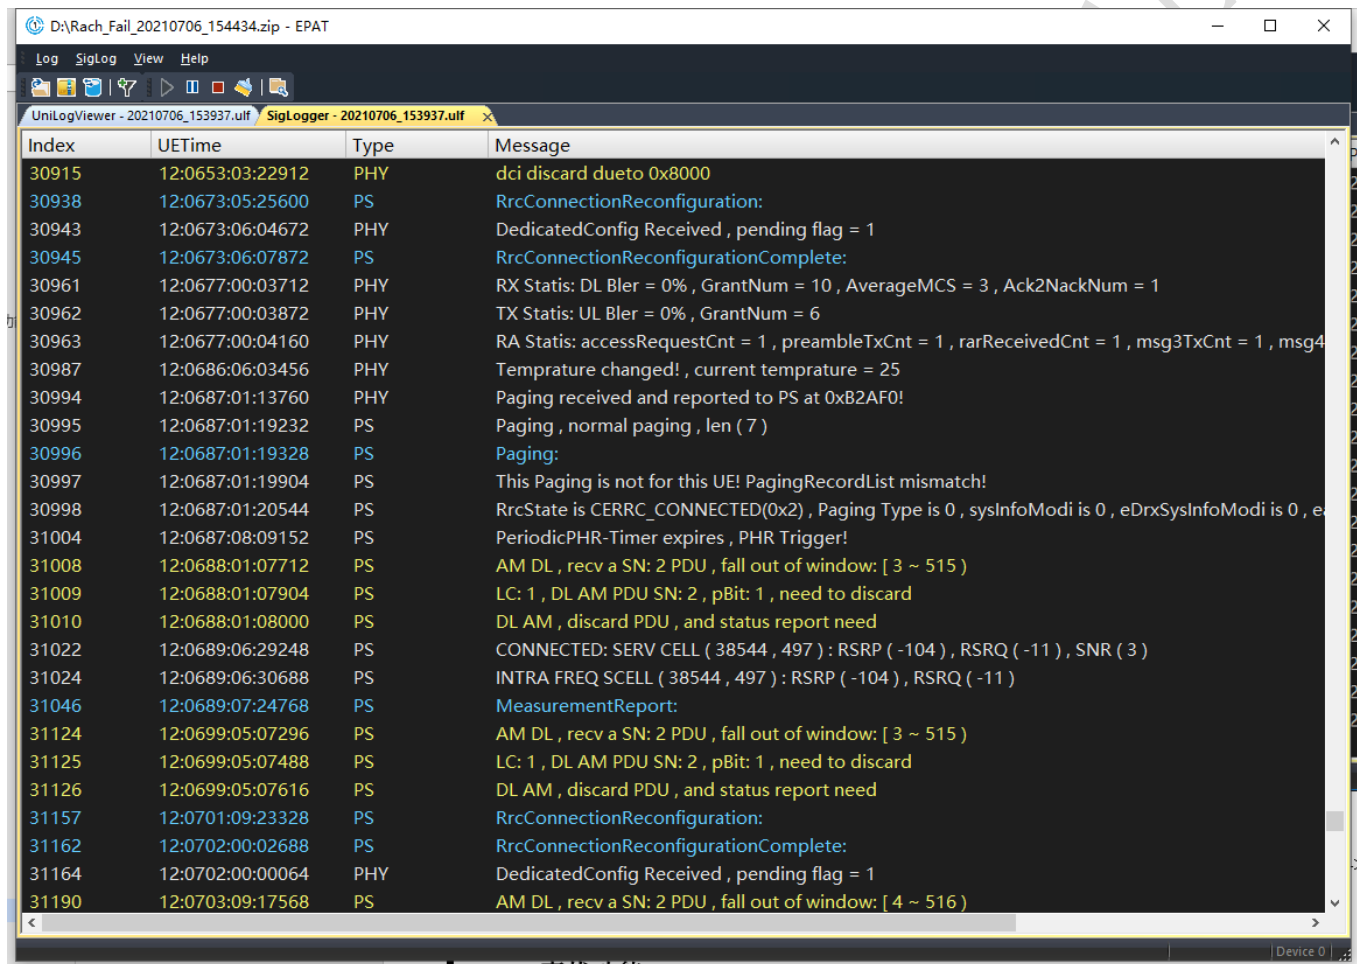 D:\Rach_Fail_20210706_154434.zip - EPAT
Log SigLog View Help
UniLogViewer - 20210706_153937.ulf SigLogger - 20210706_153937.ulf
Index UETime Type Message
30915 12:0653:03:22912 PHY dci discard dueto 0x8000
30938 12:0673:05:25600 PS RrcConnectionReconfiguration:
30943 12:0673:06:04672 PHY DedicatedConfig Received , pending flag = 1
30945 12:0673:06:07872 PS RrcConnectionReconfigurationComplete:
30961 12:0677:00:03712 PHY RX Statis: DL Bler = 0% , GrantNum = 10 , AverageMCS = 3 , Ack2NackNum = 1
30962 12:0677:00:03872 PHY TX Statis: UL Bler = 0% , GrantNum = 6
30963 12:0677:00:04160 PHY RA Statis: accessRequestCnt = 1 , preambleTxCnt = 1 , rarReceivedCnt = 1 , msg3TxCnt = 1 , msg4
30987 12:0686:06:03456 PHY Temprature changed! , current temprature = 25
30994 12:0687:01:13760 PHY Paging received and reported to PS at 0xB2AF0!
30995 12:0687:01:19232 PS Paging , normal paging , len ( 7 )
30996 12:0687:01:19328 PS Paging:
30997 12:0687:01:19904 PS This Paging is not for this UE! PagingRecordList mismatch!
30998 12:0687:01:20544 PS RrcState is CERRC_CONNECTED(0x2) , Paging Type is 0 , sysInfoModi is 0 , eDrxSysInfoModi is 0 ,
31004 12:0687:08:09152 PS PeriodicPHR-Timer expires , PHR Trigger!
31008 12:0688:01:07712 PS AM DL , recv a SN: 2 PDU , fall out of window: [ 3 ~ 515 )
31009 12:0688:01:07904 PS LC: 1 , DL AM PDU SN: 2 , pBit: 1 , need to discard
31010 12:0688:01:08000 PS DL AM , discard PDU , and status report need
31022 12:0689:06:29248 PS CONNECTED: SERV CELL ( 38544 , 497 ) : RSRP ( -104 ) , RSRQ ( -11 ) , SNR ( 3 )
31024 12:0689:06:30688 PS INTRA FREQ SCELL ( 38544 , 497 ) : RSRP ( -104 ) , RSRQ ( -11 )
31046 12:0689:07:24768 PS MeasurementReport:
31124 12:0699:05:07296 PS AM DL , recv a SN: 2 PDU , fall out of window: [ 3 ~ 515 )
31125 12:0699:05:07488 PS LC: 1 , DL AM PDU SN: 2 , pBit: 1 , need to discard
31126 12:0699:05:07616 PS DL AM , discard PDU , and status report need
31157 12:0701:09:23328 PS RrcConnectionReconfiguration:
31162 12:0702:00:02688 PS RrcConnectionReconfigurationComplete:
31164 12:0702:00:00064 PHY DedicatedConfig Received , pending flag = 1
31190 12:0703:09:17568 PS AM DL , recv a SN: 2 PDU , fall out of window: [ 4 ~ 516 )
Device 0